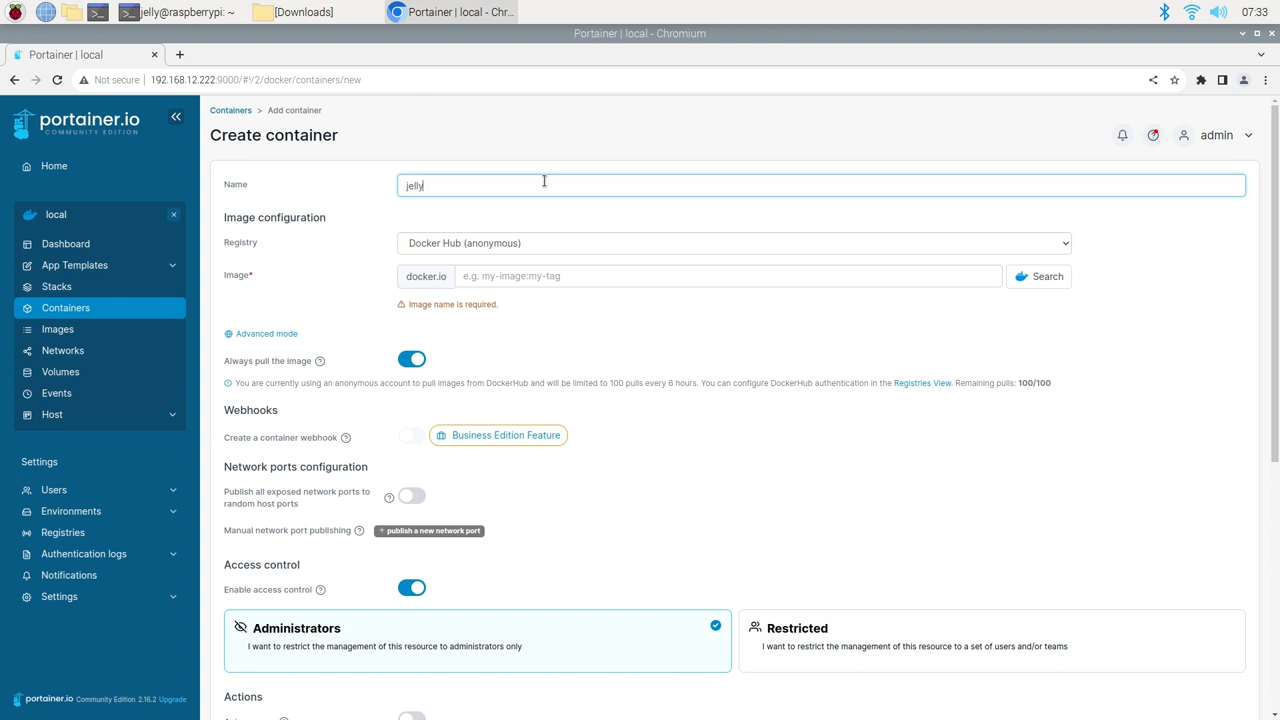 jelly@raspberrypi: ~
[Downloads]
Portainer | local - Chr...
07:33
Portainer | local - Chromium
Portainer | local
Not secure
192.168.12.222:9000/#!/2/docker/containers/new
portainer.io
COMMUNITY EDITION
Home
local
Dashboard
App Templates
Stacks
Containers
Images
Networks
Volumes
Events
Host
Settings
Users
Environments
Registries
Authentication logs
Notifications
Settings
portainer.io Community Edition 2.16.2 Upgrade
Containers > Add container
Create container
admin
Name
jelly
Image configuration
Registry
Docker Hub (anonymous)
Image*
docker.io
e.g. my-image:my-tag
Search
Image name is required.
Advanced mode
Always pull the image
You are currently using an anonymous account to pull images from DockerHub and will be limited to 100 pulls every 6 hours. You can configure DockerHub authentication in the Registries View. Remaining pulls: 100/100
Webhooks
Create a container webhook
Business Edition Feature
Network ports configuration
Publish all exposed network ports to
random host ports
Manual network port publishing
+ publish a new network port
Access control
Enable access control
Administrators
I want to restrict the management of this resource to administrators only
Restricted
I want to restrict the management of this resource to a set of users and/or teams
Actions